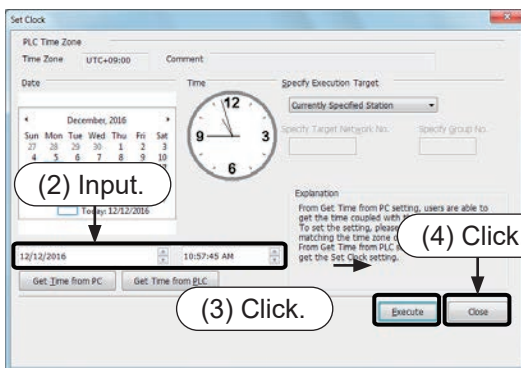 Set Clock
PLC Time Zone
Time Zone UTC+09:00 Comment
Date Time Specify Execution Target
Currently Specified Station
December, 2016
Sun Mon Tue Wed Thu Fri Sat
27 28 29 30 1 2 3
4 5 6 7 8 9 10
Specify Target Network No. Specify Group No.
12
9 3
6
(2) Input.
Today: 12/12/2016
Explanation
From Get Time from PC setting, users are able to
get the time coupled with
To set the setting, please
matching the time zone
From Get Time from PLC
get the Set Clock setting.
(4) Click
12/12/2016 10:57:45 AM
Get Time from PC Get Time from PLC
(3) Click.
Execute Close